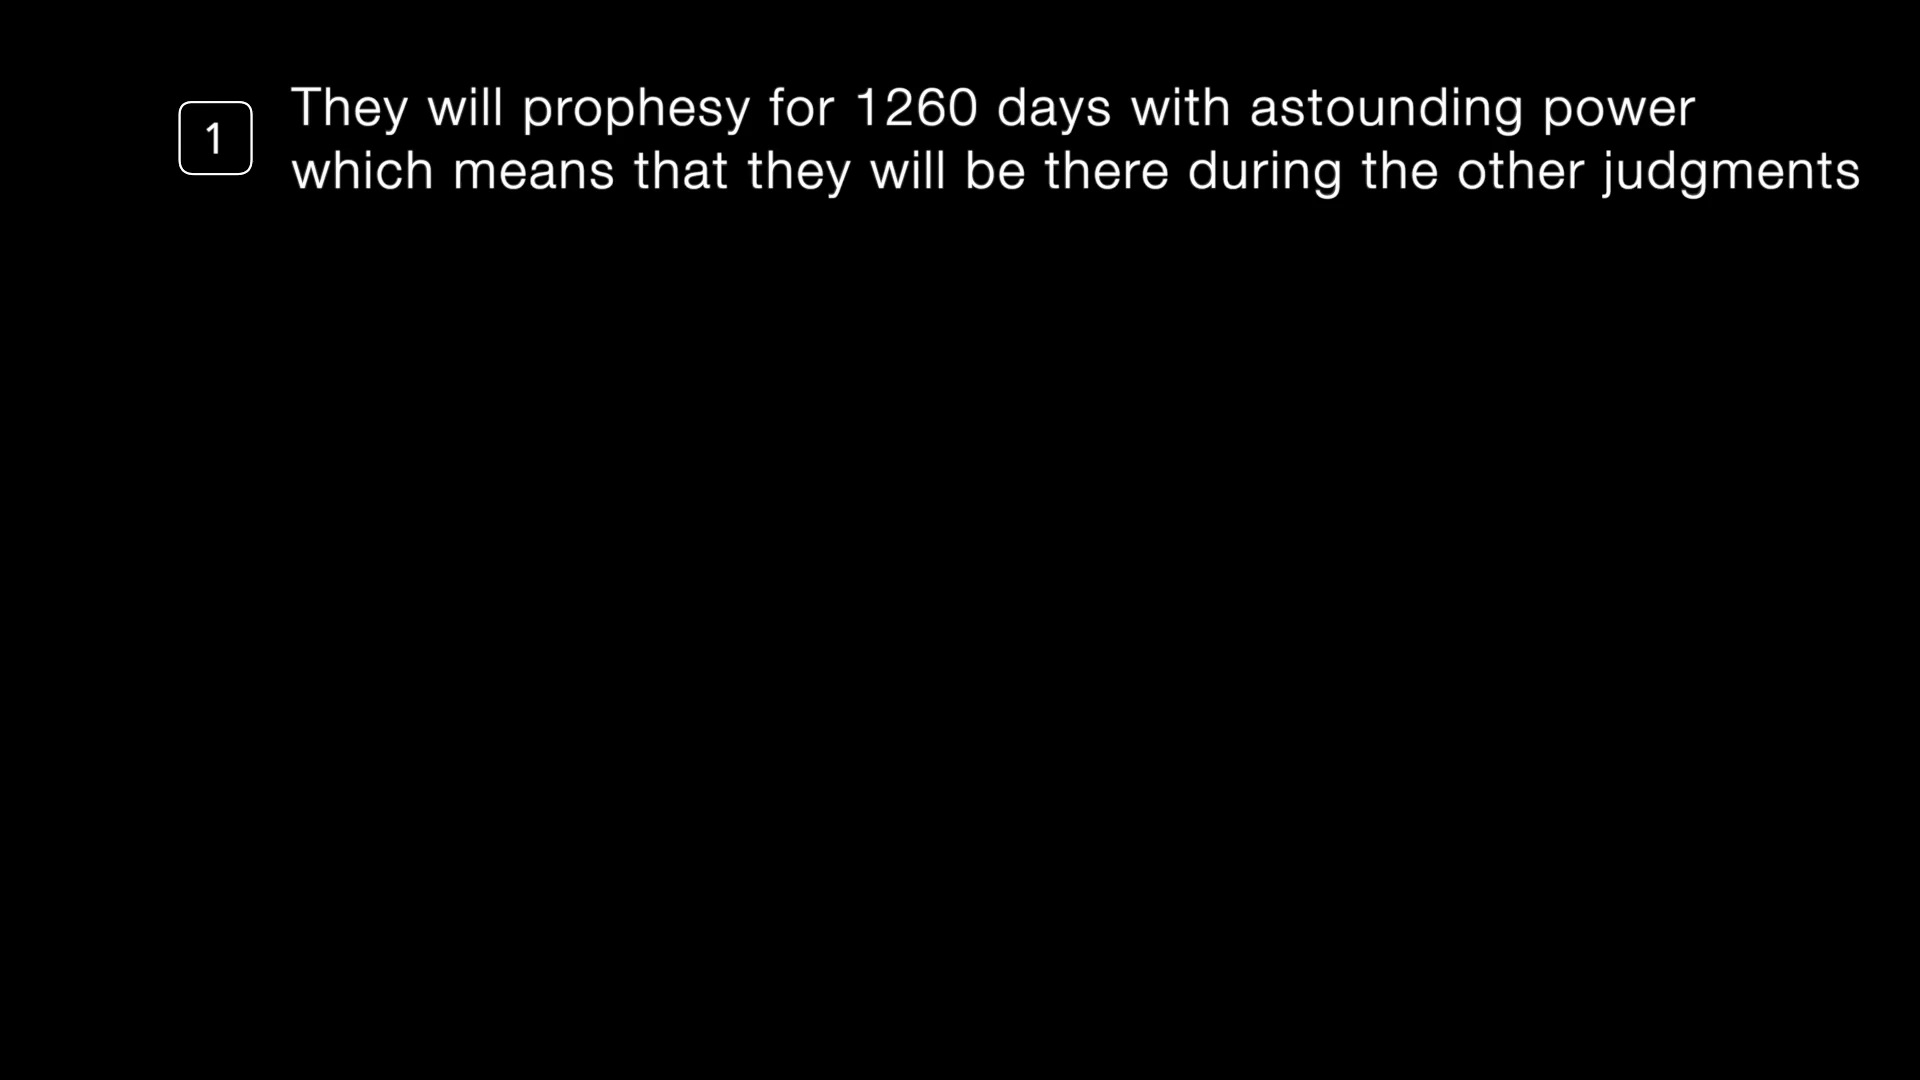 1
They will prophesy for 1260 days with astounding power
which means that they will be there during the other judgments